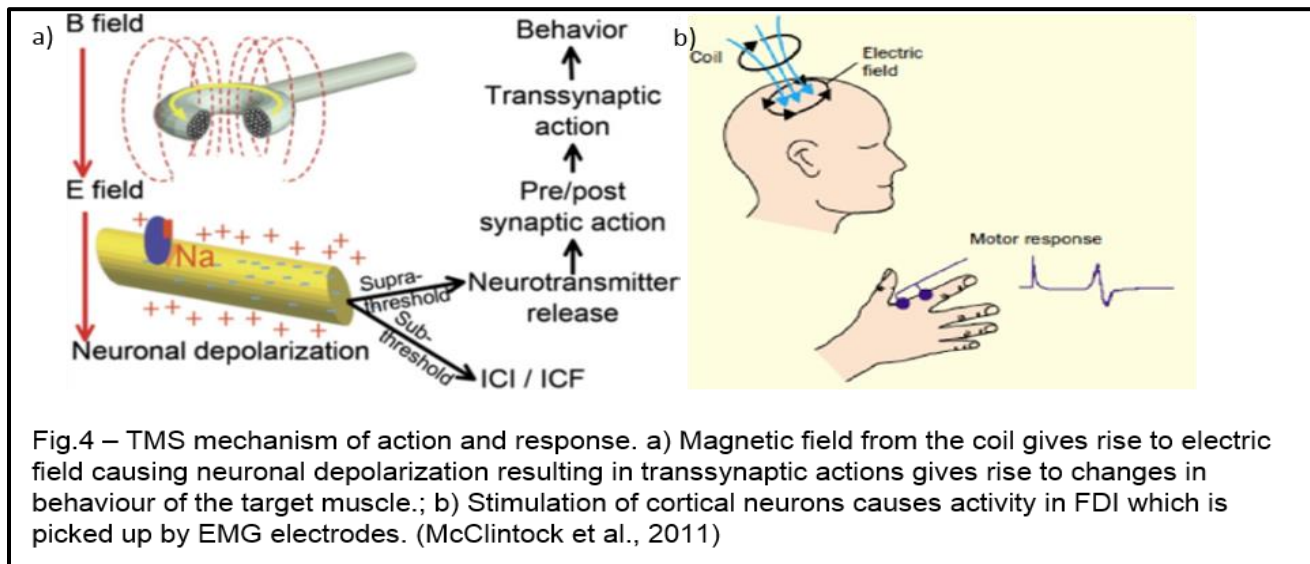 a)
B field
E field
Na
Neuronal depolarization
Supra-
threshold
Sub-
threshold
Behavior
Transsynaptic
action
Pre/post
synaptic action
Neurotransmitter
release
ICI / ICF
b)
Coil
Electric
field
Motor response
Fig.4 – TMS mechanism of action and response. a) Magnetic field from the coil gives rise to electric
field causing neuronal depolarization resulting in transsynaptic actions gives rise to changes in
behaviour of the target muscle.; b) Stimulation of cortical neurons causes activity in FDI which is
picked up by EMG electrodes. (McClintock et al., 2011)